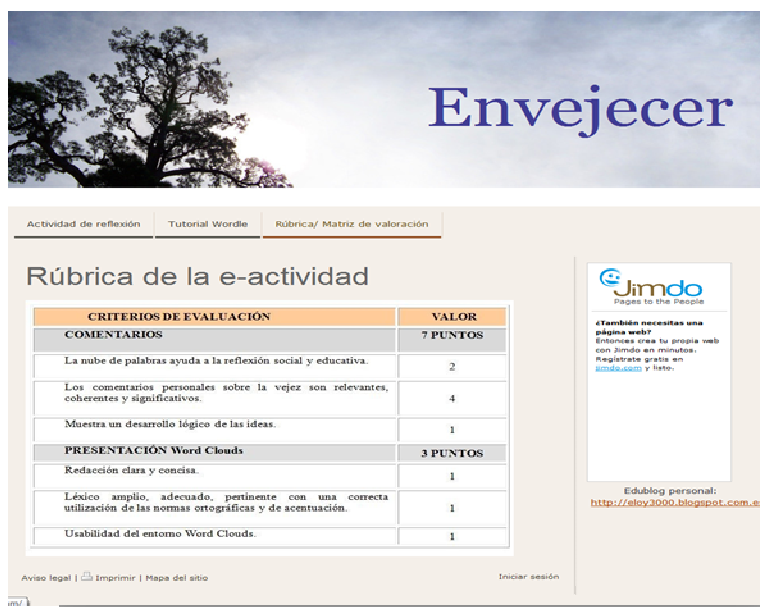 Envejecer
Actividad de reflexión
Tutorial Wordle
Rúbrica/ Matriz de valoración
Rúbrica de la e-actividad
CRITERIOS DE EVALUACIÓN VALOR
COMENTARIOS 7 PUNTOS
La nube de palabras ayuda a la reflexión social y educativa. 2
Los comentarios personales sobre la vejez son relevantes,
coherentes y significativos. 4
Muestra un desarrollo lógico de las ideas. 1
PRESENTACIÓN Word Clouds 3 PUNTOS
Redacción clara y concisa. 1
Léxico amplio, adecuado, pertinente con una correcta
utilización de las normas ortográficas y de acentuación. 1
Usabilidad del entorno Word Clouds. 1
Jimdo
Pages to the People
¿También necesitas una
página web?
Entonces crea tu propia web
con Jimdo en minutos.
Regístrate gratis en
jimdo.com y listo.
Edublog personal:
http://eloy3000.blogspot.com.es
Aviso legal | Imprimir | Mapa del sitio
Iniciar sesión